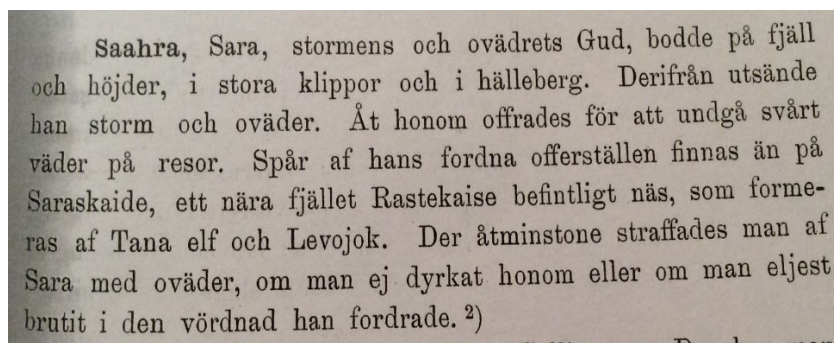 Saahra, Sara, stormens och ovädrets Gud, bodde på fjäll
och höjder, i stora klippor och i hälleberg. Derifrån utsände
han storm och oväder. Åt honom offrades för att undgå svårt
väder på resor. Spår af hans fordna offerställen finnas än på
Saraskaide, ett nära fjället Rastekaise befintligt näs, som forme-
ras af Tana elf och Levojok. Der åtminstone straffades man af
Sara med oväder, om man ej dyrkat honom eller om man eljest
brutit i den vördnad han fordrade. ²)